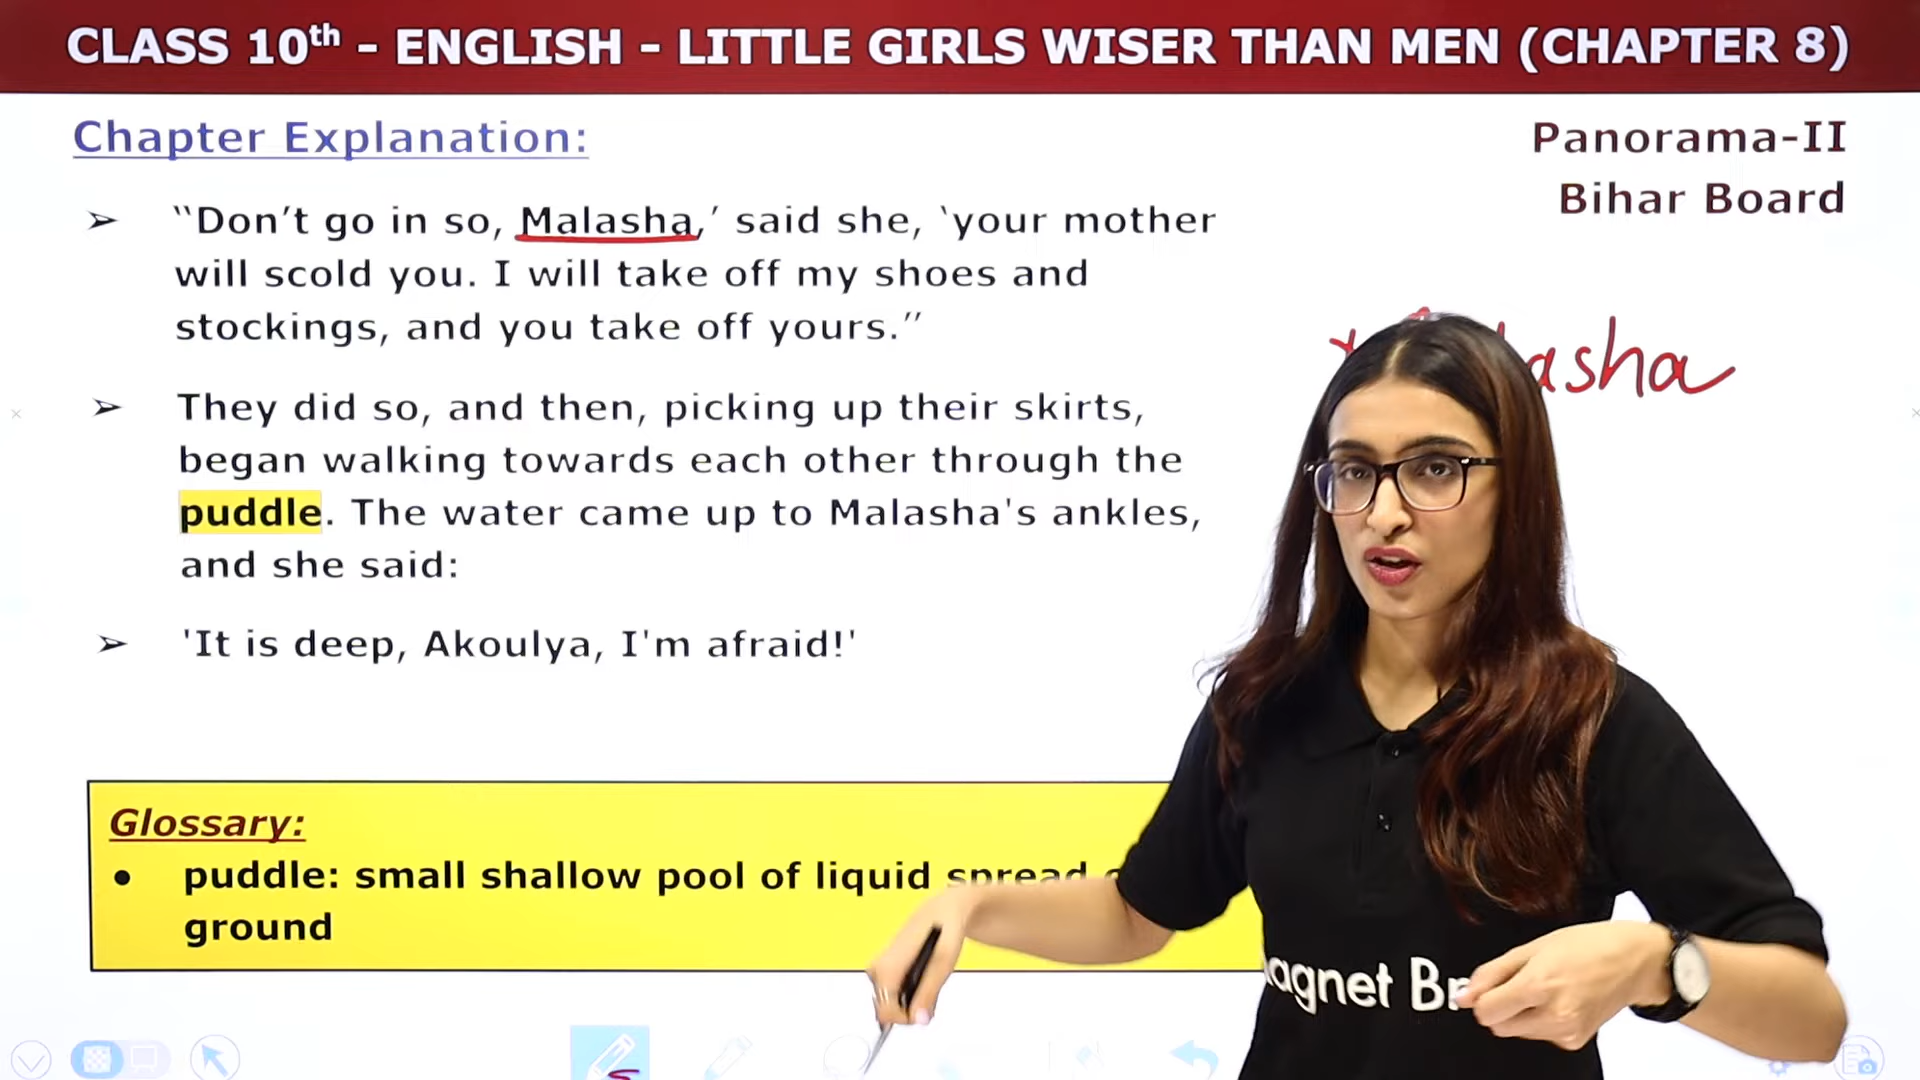 CLASS 10th - ENGLISH - LITTLE GIRLS WISER THAN MEN (CHAPTER 8)
Chapter Explanation:
Panorama-II
Bihar Board
➢ “Don’t go in so, Malasha,’ said she, ‘your mother
will scold you. I will take off my shoes and
stockings, and you take off yours.”
➢ They did so, and then, picking up their skirts,
began walking towards each other through the
puddle. The water came up to Malasha's ankles,
and she said:
➢ 'It is deep, Akoulya, I'm afraid!'
Glossary:
• puddle: small shallow pool of liquid spread
ground